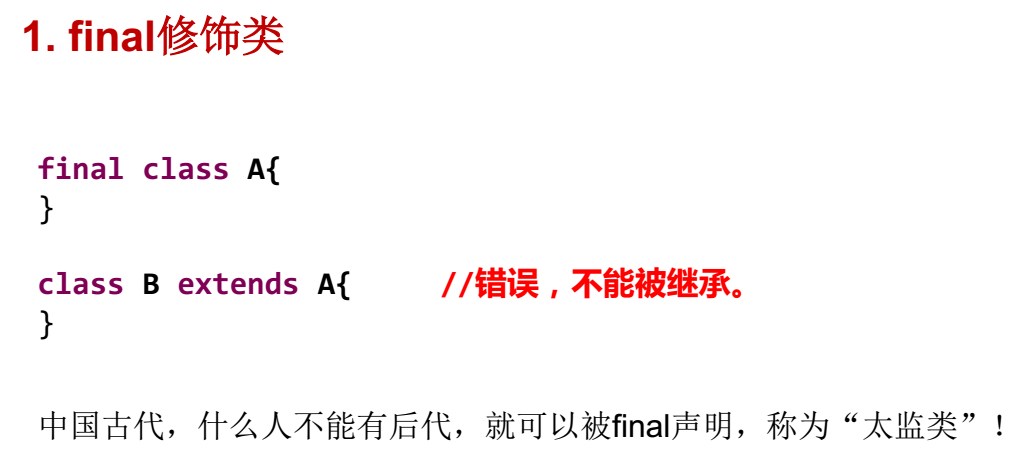 1. final修饰类
final class A{
}
class B extends A{ //错误，不能被继承。
}
中国古代，什么人不能有后代，就可以被final声明，称为“太监类”！